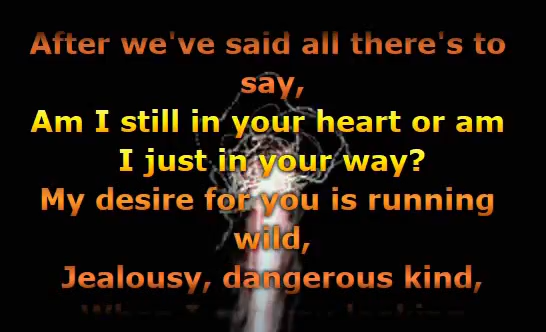 After we've said all there's to
say,
Am I still in your heart or am
I just in your way?
My desire for you is running
wild,
Jealousy, dangerous kind,
When I